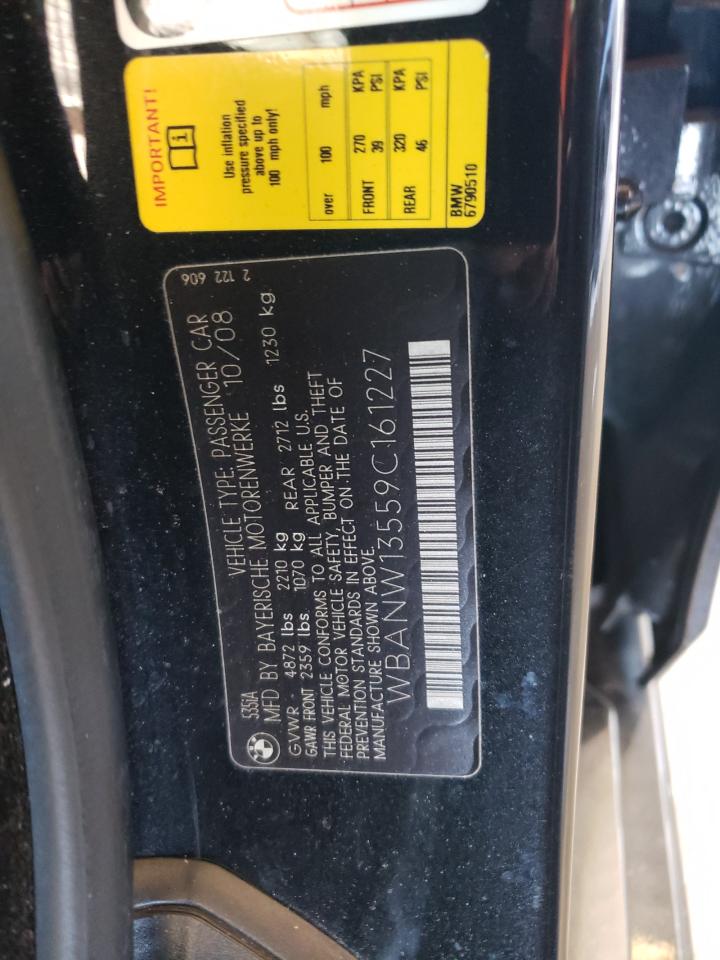 IMPORTANT!
i
Use inflation
pressure specified
above up to
100 mph only!
over 100 mph
FRONT 270 KPA
39 PSI
REAR 320 KPA
46 PSI
BMW
6790510
2 122 606
535iA VEHICLE TYPE: PASSENGER CAR
MFD BY BAYERISCHE MOTORENWERKE 10/08
GVWR 4872 lbs 2210 kg
GAWR FRONT 2359 lbs 1070 kg REAR 2712 lbs 1230 kg
THIS VEHICLE CONFORMS TO ALL APPLICABLE U.S.
FEDERAL MOTOR VEHICLE SAFETY, BUMPER AND THEFT
PREVENTION STANDARDS IN EFFECT ON THE DATE OF
MANUFACTURE SHOWN ABOVE.
WBANW13559C161227